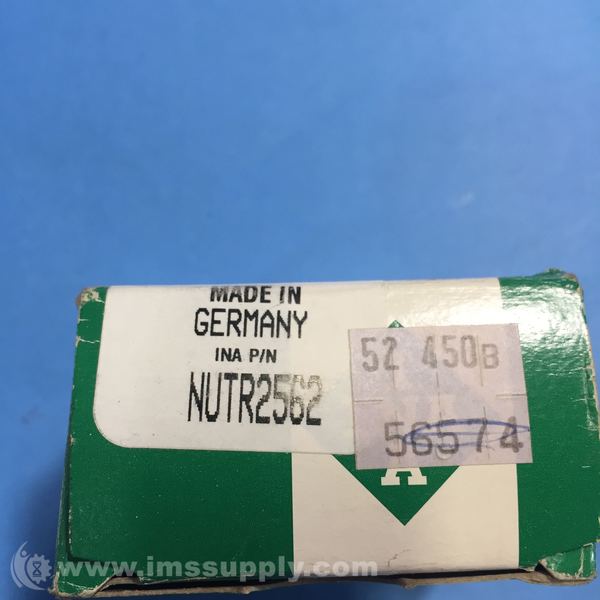 MADE IN
GERMANY
INA P/N
NUTR2562
52 450B
56574
A
www.imssupply.com